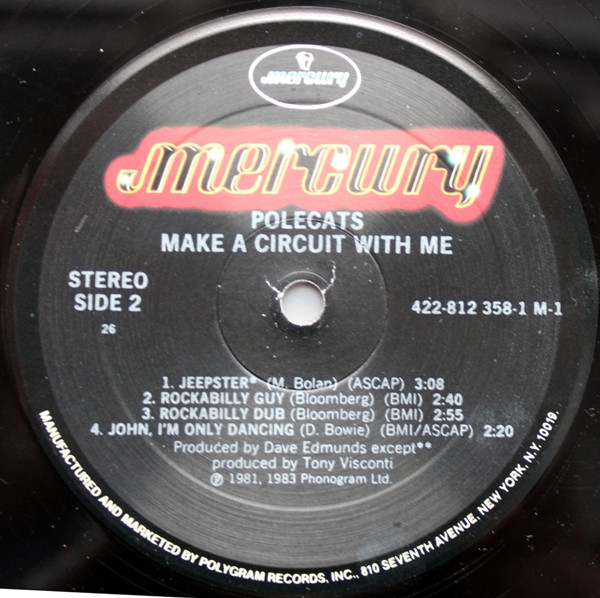 mercury
mercury
POLECATS
MAKE A CIRCUIT WITH ME
STEREO
SIDE 2
26
422-812 358-1 M-1
1. JEEPSTER* (M. Bolan) (ASCAP) 3:08
2. ROCKABILLY GUY (Bloomberg) (BMI) 2:40
3. ROCKABILLY DUB (Bloomberg) (BMI) 2:55
4. JOHN, I'M ONLY DANCING (D. Bowie) (BMI/ASCAP) 2:20
Produced by Dave Edmunds except**
produced by Tony Visconti
℗ 1981, 1983 Phonogram Ltd.
MANUFACTURED AND MARKETED BY POLYGRAM RECORDS, INC., 810 SEVENTH AVENUE, NEW YORK, N.Y. 10019.